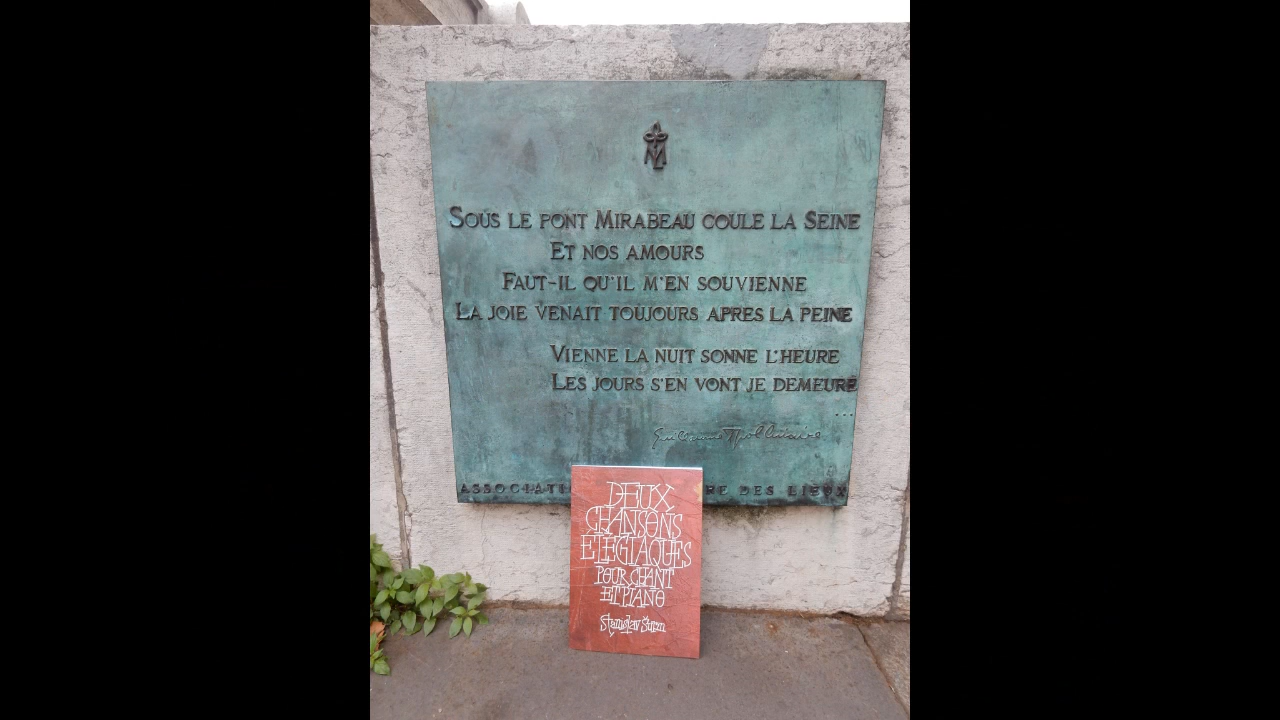 SOUS LE PONT MIRABEAU COULE LA SEINE
ET NOS AMOURS
FAUT-IL QU'IL M'EN SOUVIENNE
LA JOIE VENAIT TOUJOURS APRES LA PEINE
VIENNE LA NUIT SONNE L'HEURE
LES JOURS S'EN VONT JE DEMEURE
...
Guillaume Apollinaire
DES LIEUX
DEUX
CHANSONS
ÉLÉGIAQUES
POUR CHANT
ET PIANO
Stanislav Šurin